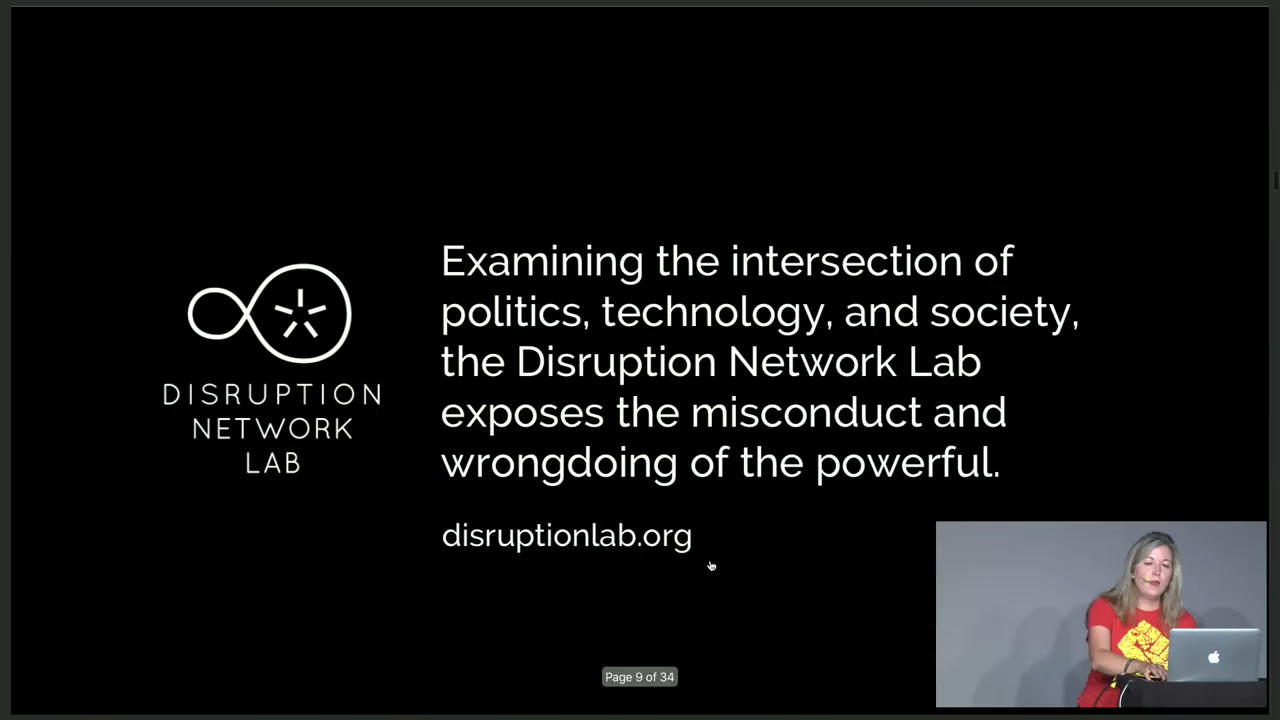 Examining the intersection of
politics, technology, and society,
the Disruption Network Lab
exposes the misconduct and
wrongdoing of the powerful.
disruptionlab.org
DISRUPTION
NETWORK
LAB
Page 9 of 34